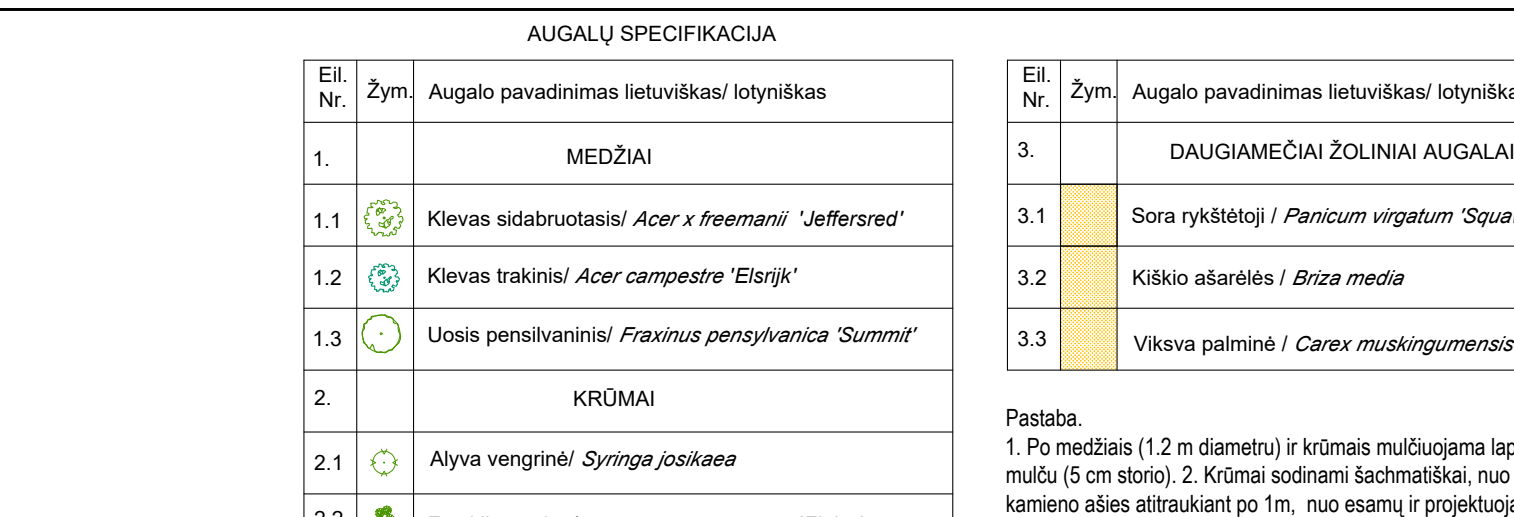 AUGALŲ SPECIFIKACIJA
Eil. Nr. Žym. Augalo pavadinimas lietuviškas/ lotyniškas
1. MEDŽIAI
1.1 Klevas sidabruotasis/ Acer x freemanii 'Jeffersred'
1.2 Klevas trakinis/ Acer campestre 'Elsrijk'
1.3 Uosis pensilvaninis/ Fraxinus pensylvanica 'Summit'
2. KRŪMAI
2.1 Alyva vengrinė/ Syringa josikaea
Eil. Nr. Žym. Augalo pavadinimas lietuviškas/
3. DAUGIAMEČIAI ŽOLINIAI AUGALAI
3.1 Sora rykštėtoji / Panicum virgatum
3.2 Kiškio ašarėlės / Briza media
3.3 Viksva palminė / Carex muskingumensis
Pastaba.
1. Po medžiais (1.2 m diametru) ir krūmais mulčiuojama
mulču (5 cm storio). 2. Krūmai sodinami šachmatiškai, nuo
kamieno ašies atitraukiant po 1m, nuo esamų ir